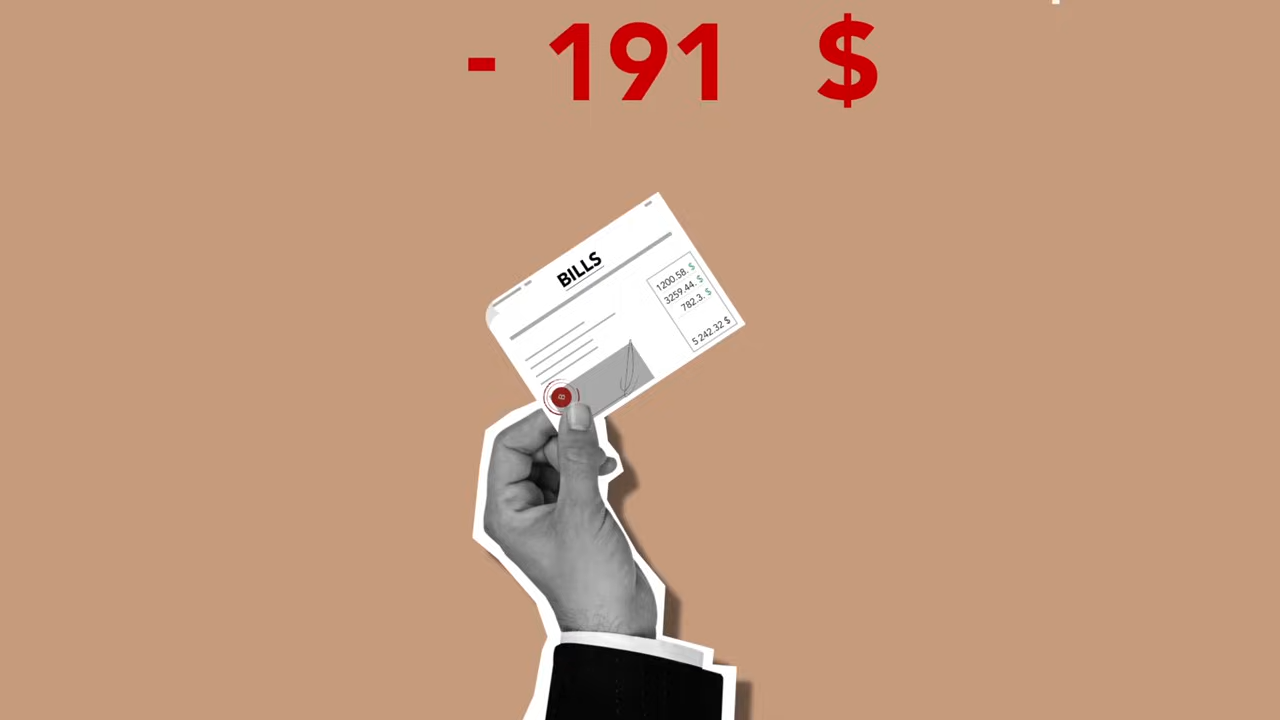 - 191 $
BILLS
1200.58. $
3259.44. $
782.3. $
5 242.32 $
B